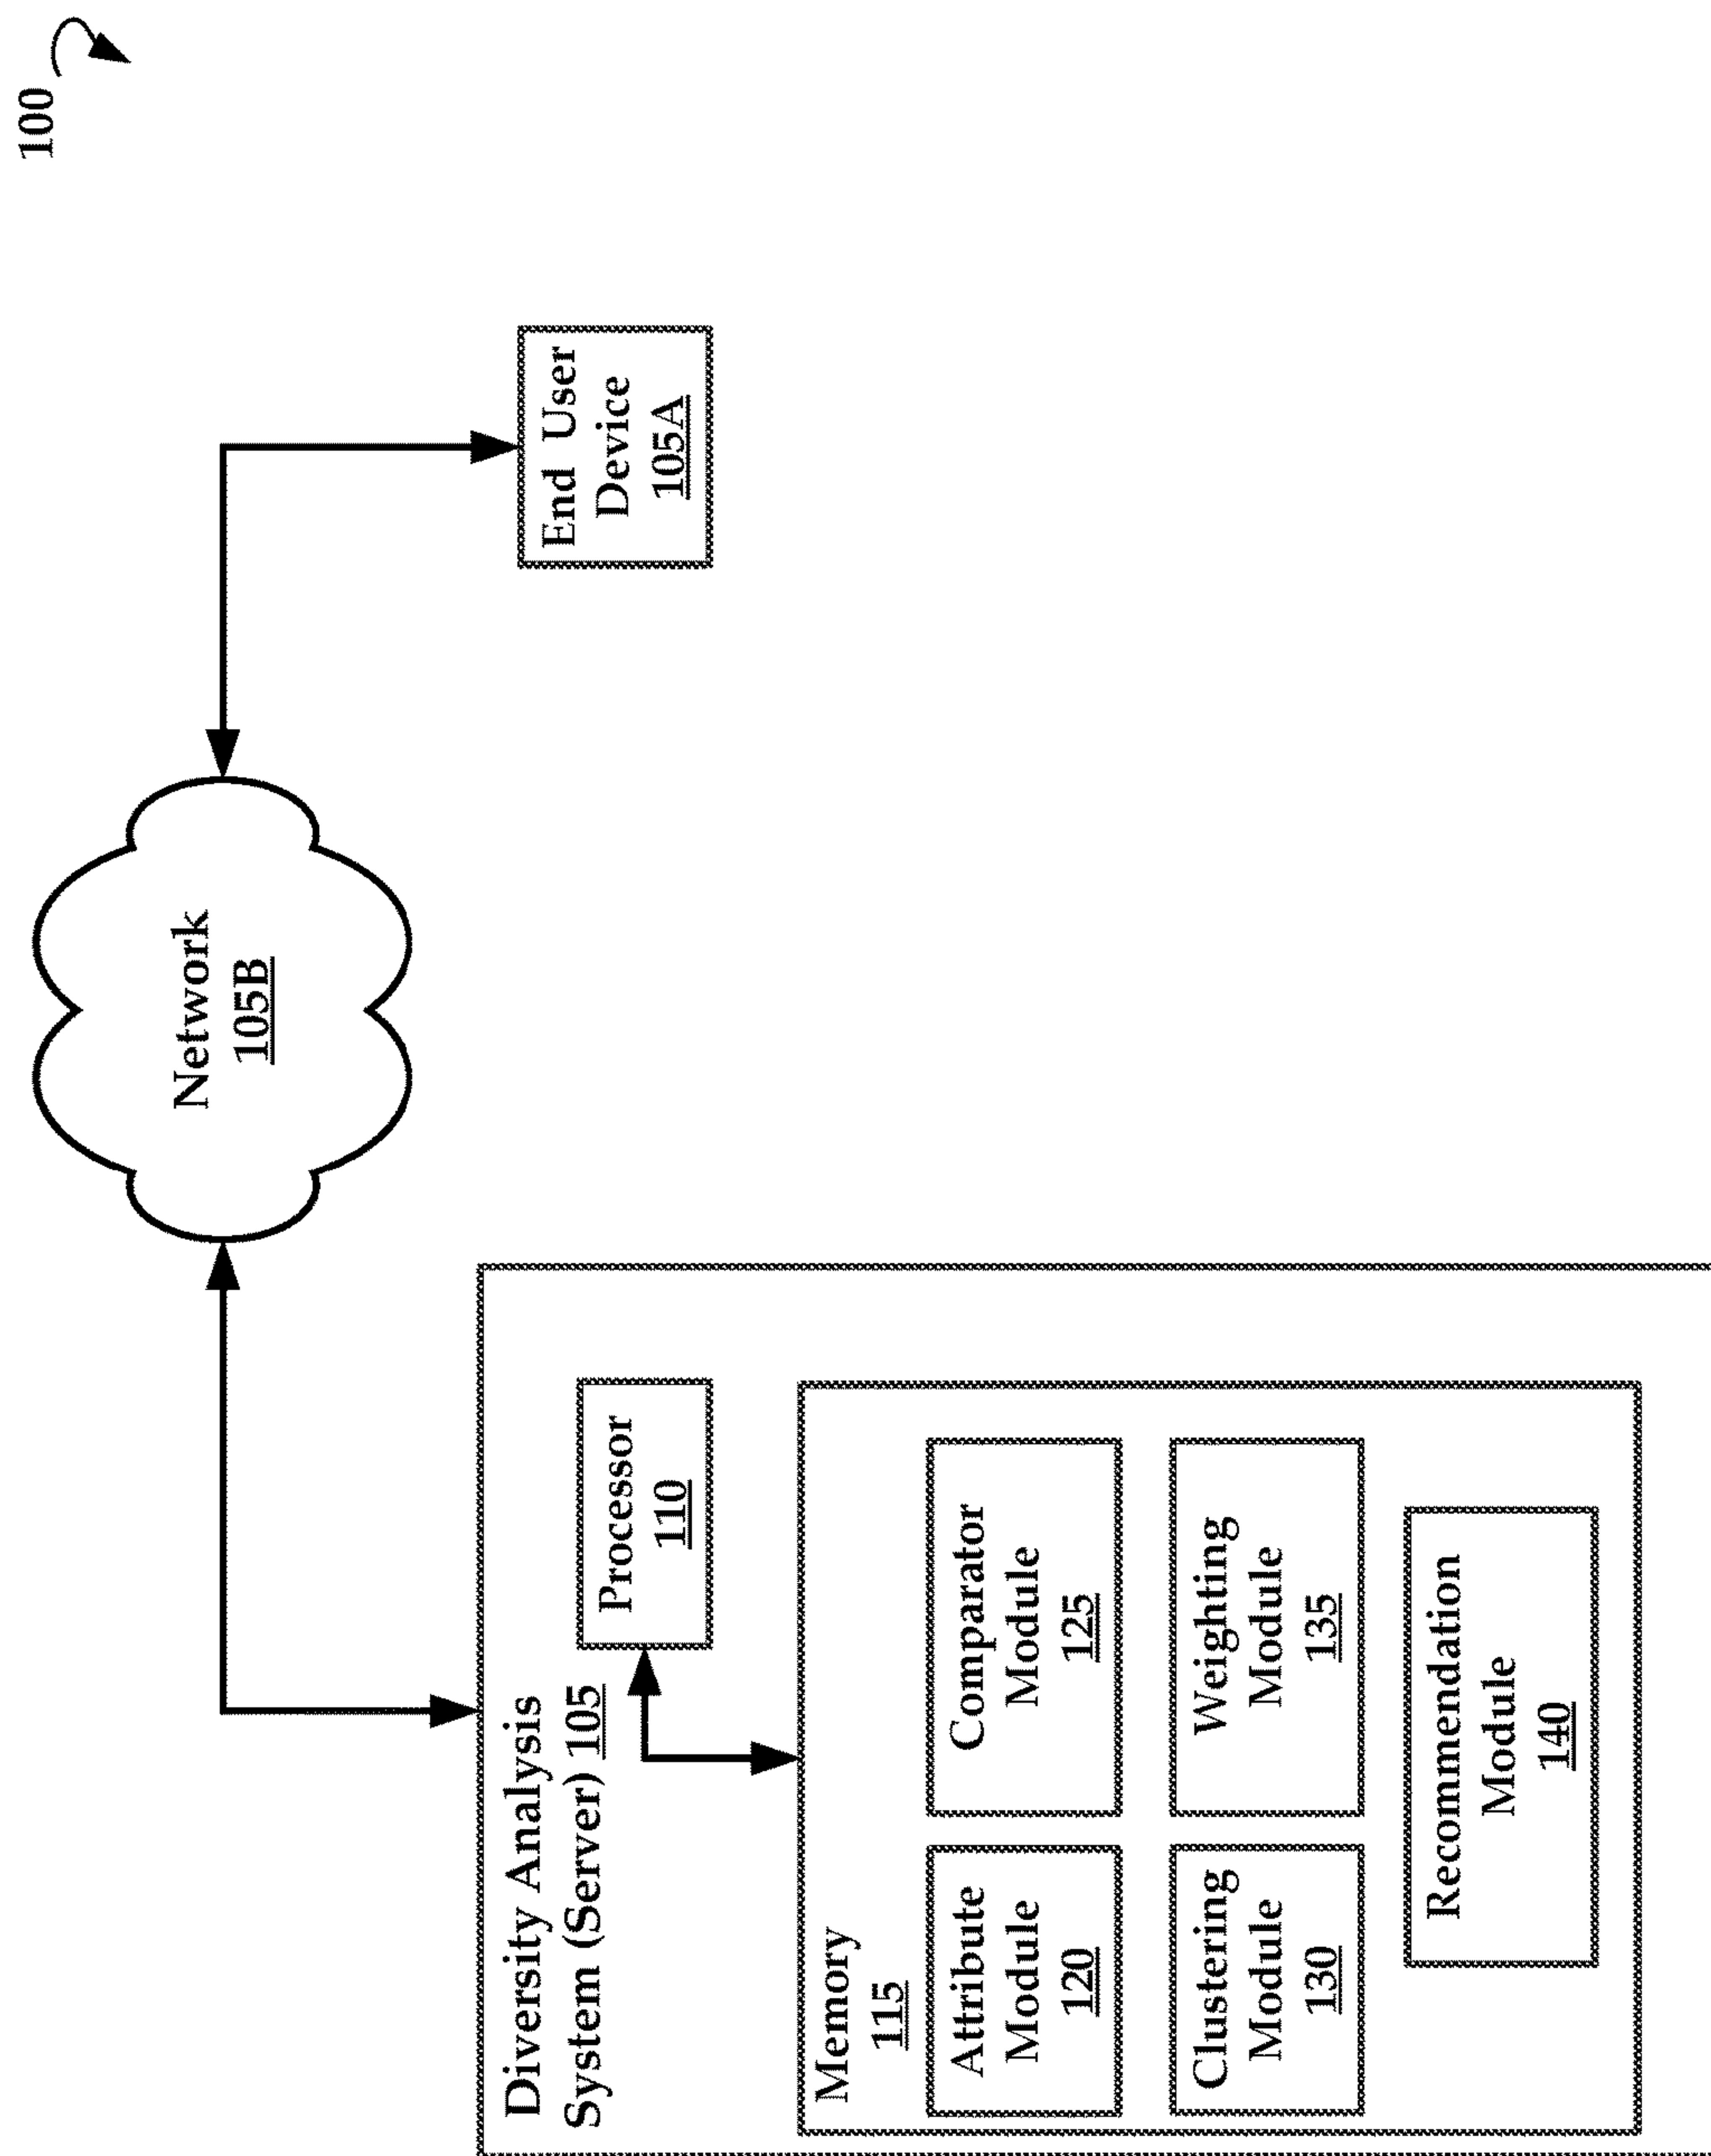 100
Network
105B
End User
Device
105A
Diversity Analysis
System (Server) 105
Processor
110
Memory
115
Attribute
Module
120
Comparator
Module
125
Clustering
Module
130
Weighting
Module
135
Recommendation
Module
140